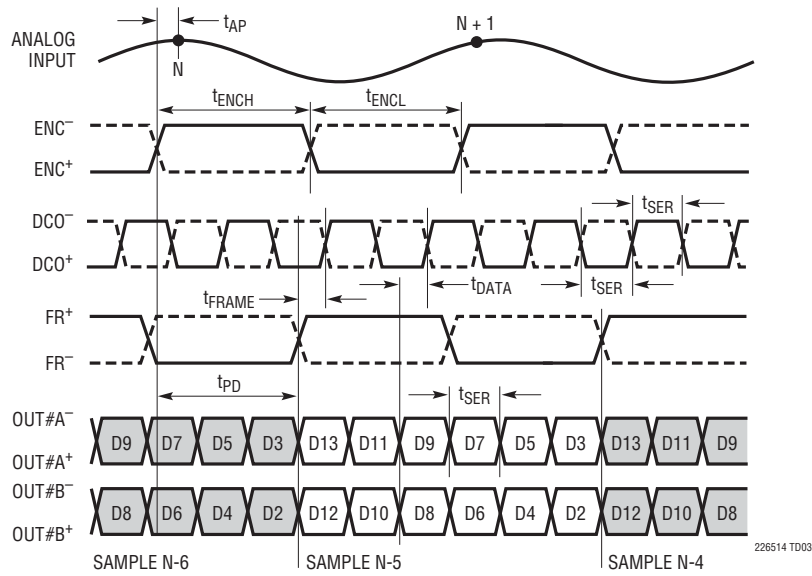 tAP
ANALOG INPUT
N
N + 1
tENCH
tENCL
ENC–
ENC+
DCO–
DCO+
tSER
tFRAME
tDATA
tSER
FR+
FR–
tPD
tSER
OUT#A–
OUT#A+
D9 D7 D5 D3 D13 D11 D9 D7 D5 D3 D13 D11 D9
OUT#B–
OUT#B+
D8 D6 D4 D2 D12 D10 D8 D6 D4 D2 D12 D10 D8
SAMPLE N-6
SAMPLE N-5
SAMPLE N-4
226514 TD03